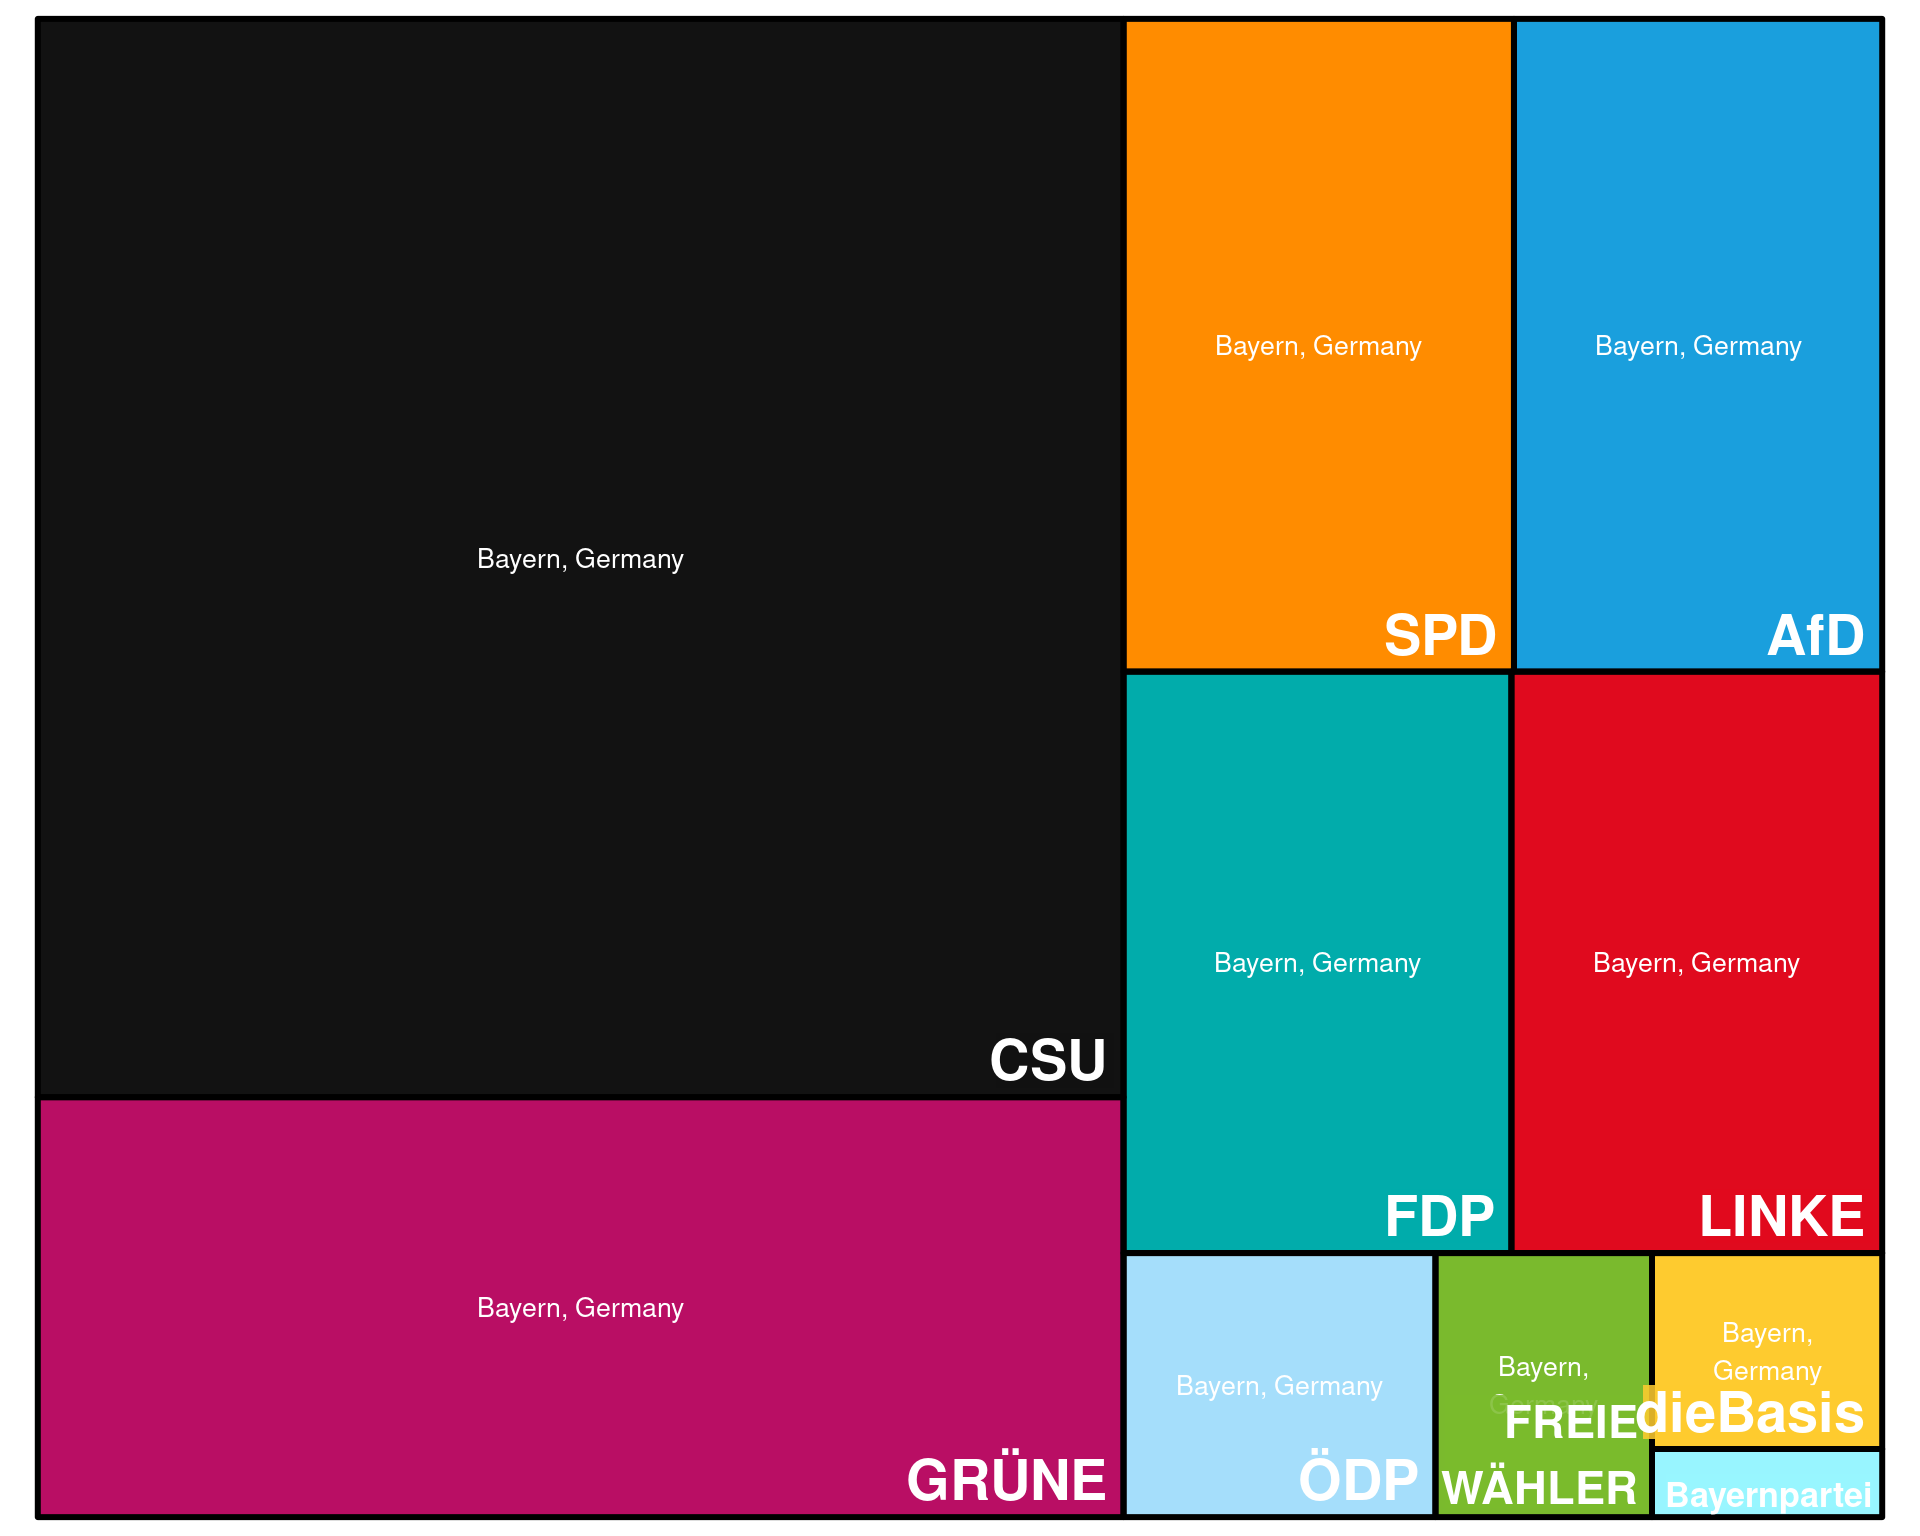 Bayern, Germany
CSU
Bayern, Germany
GRÜNE
Bayern, Germany
SPD
Bayern, Germany
AfD
Bayern, Germany
FDP
Bayern, Germany
LINKE
Bayern, Germany
ÖDP
Bayern,
Germany
FREIE
WÄHLER
Bayern,
Germany
dieBasis
Bayernpartei